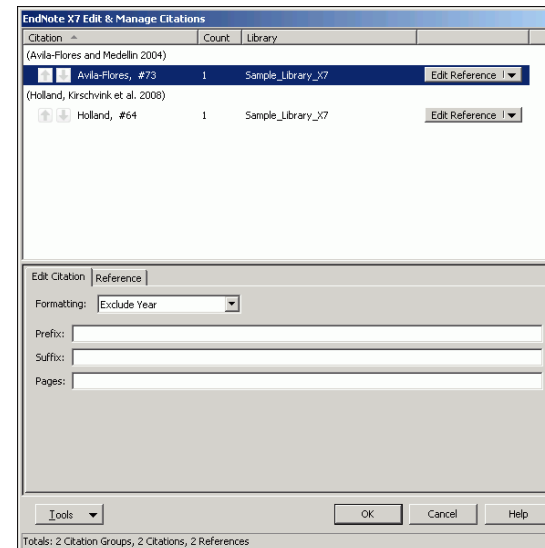 EndNote X7 Edit & Manage Citations
Citation Count Library
(Avila-Flores and Medellin 2004)
Avila-Flores, #73 1 Sample_Library_X7 Edit Reference
(Holland, Kirschvink et al. 2008)
Holland, #64 1 Sample_Library_X7 Edit Reference
Edit Citation Reference
Formatting: Exclude Year
Prefix:
Suffix:
Pages:
Tools OK Cancel Help
Totals: 2 Citation Groups, 2 Citations, 2 References